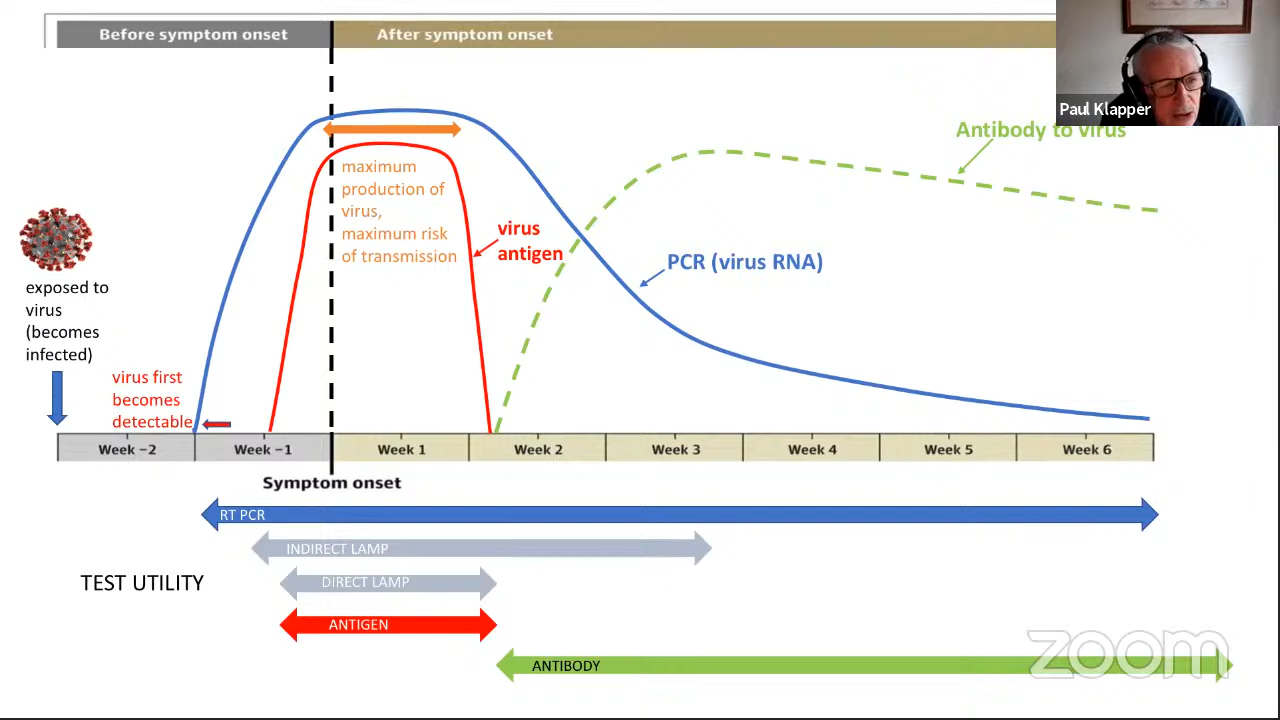 Before symptom onset
After symptom onset
Paul Klapper
Antibody to virus
maximum
production of
virus,
maximum risk
of transmission
virus
antigen
PCR (virus RNA)
exposed to
virus
(becomes
infected)
virus first
becomes
detectable
Week −2
Week −1
Week 1
Week 2
Week 3
Week 4
Week 5
Week 6
Symptom onset
RT PCR
INDIRECT LAMP
TEST UTILITY
DIRECT LAMP
ANTIGEN
ANTIBODY
zoom